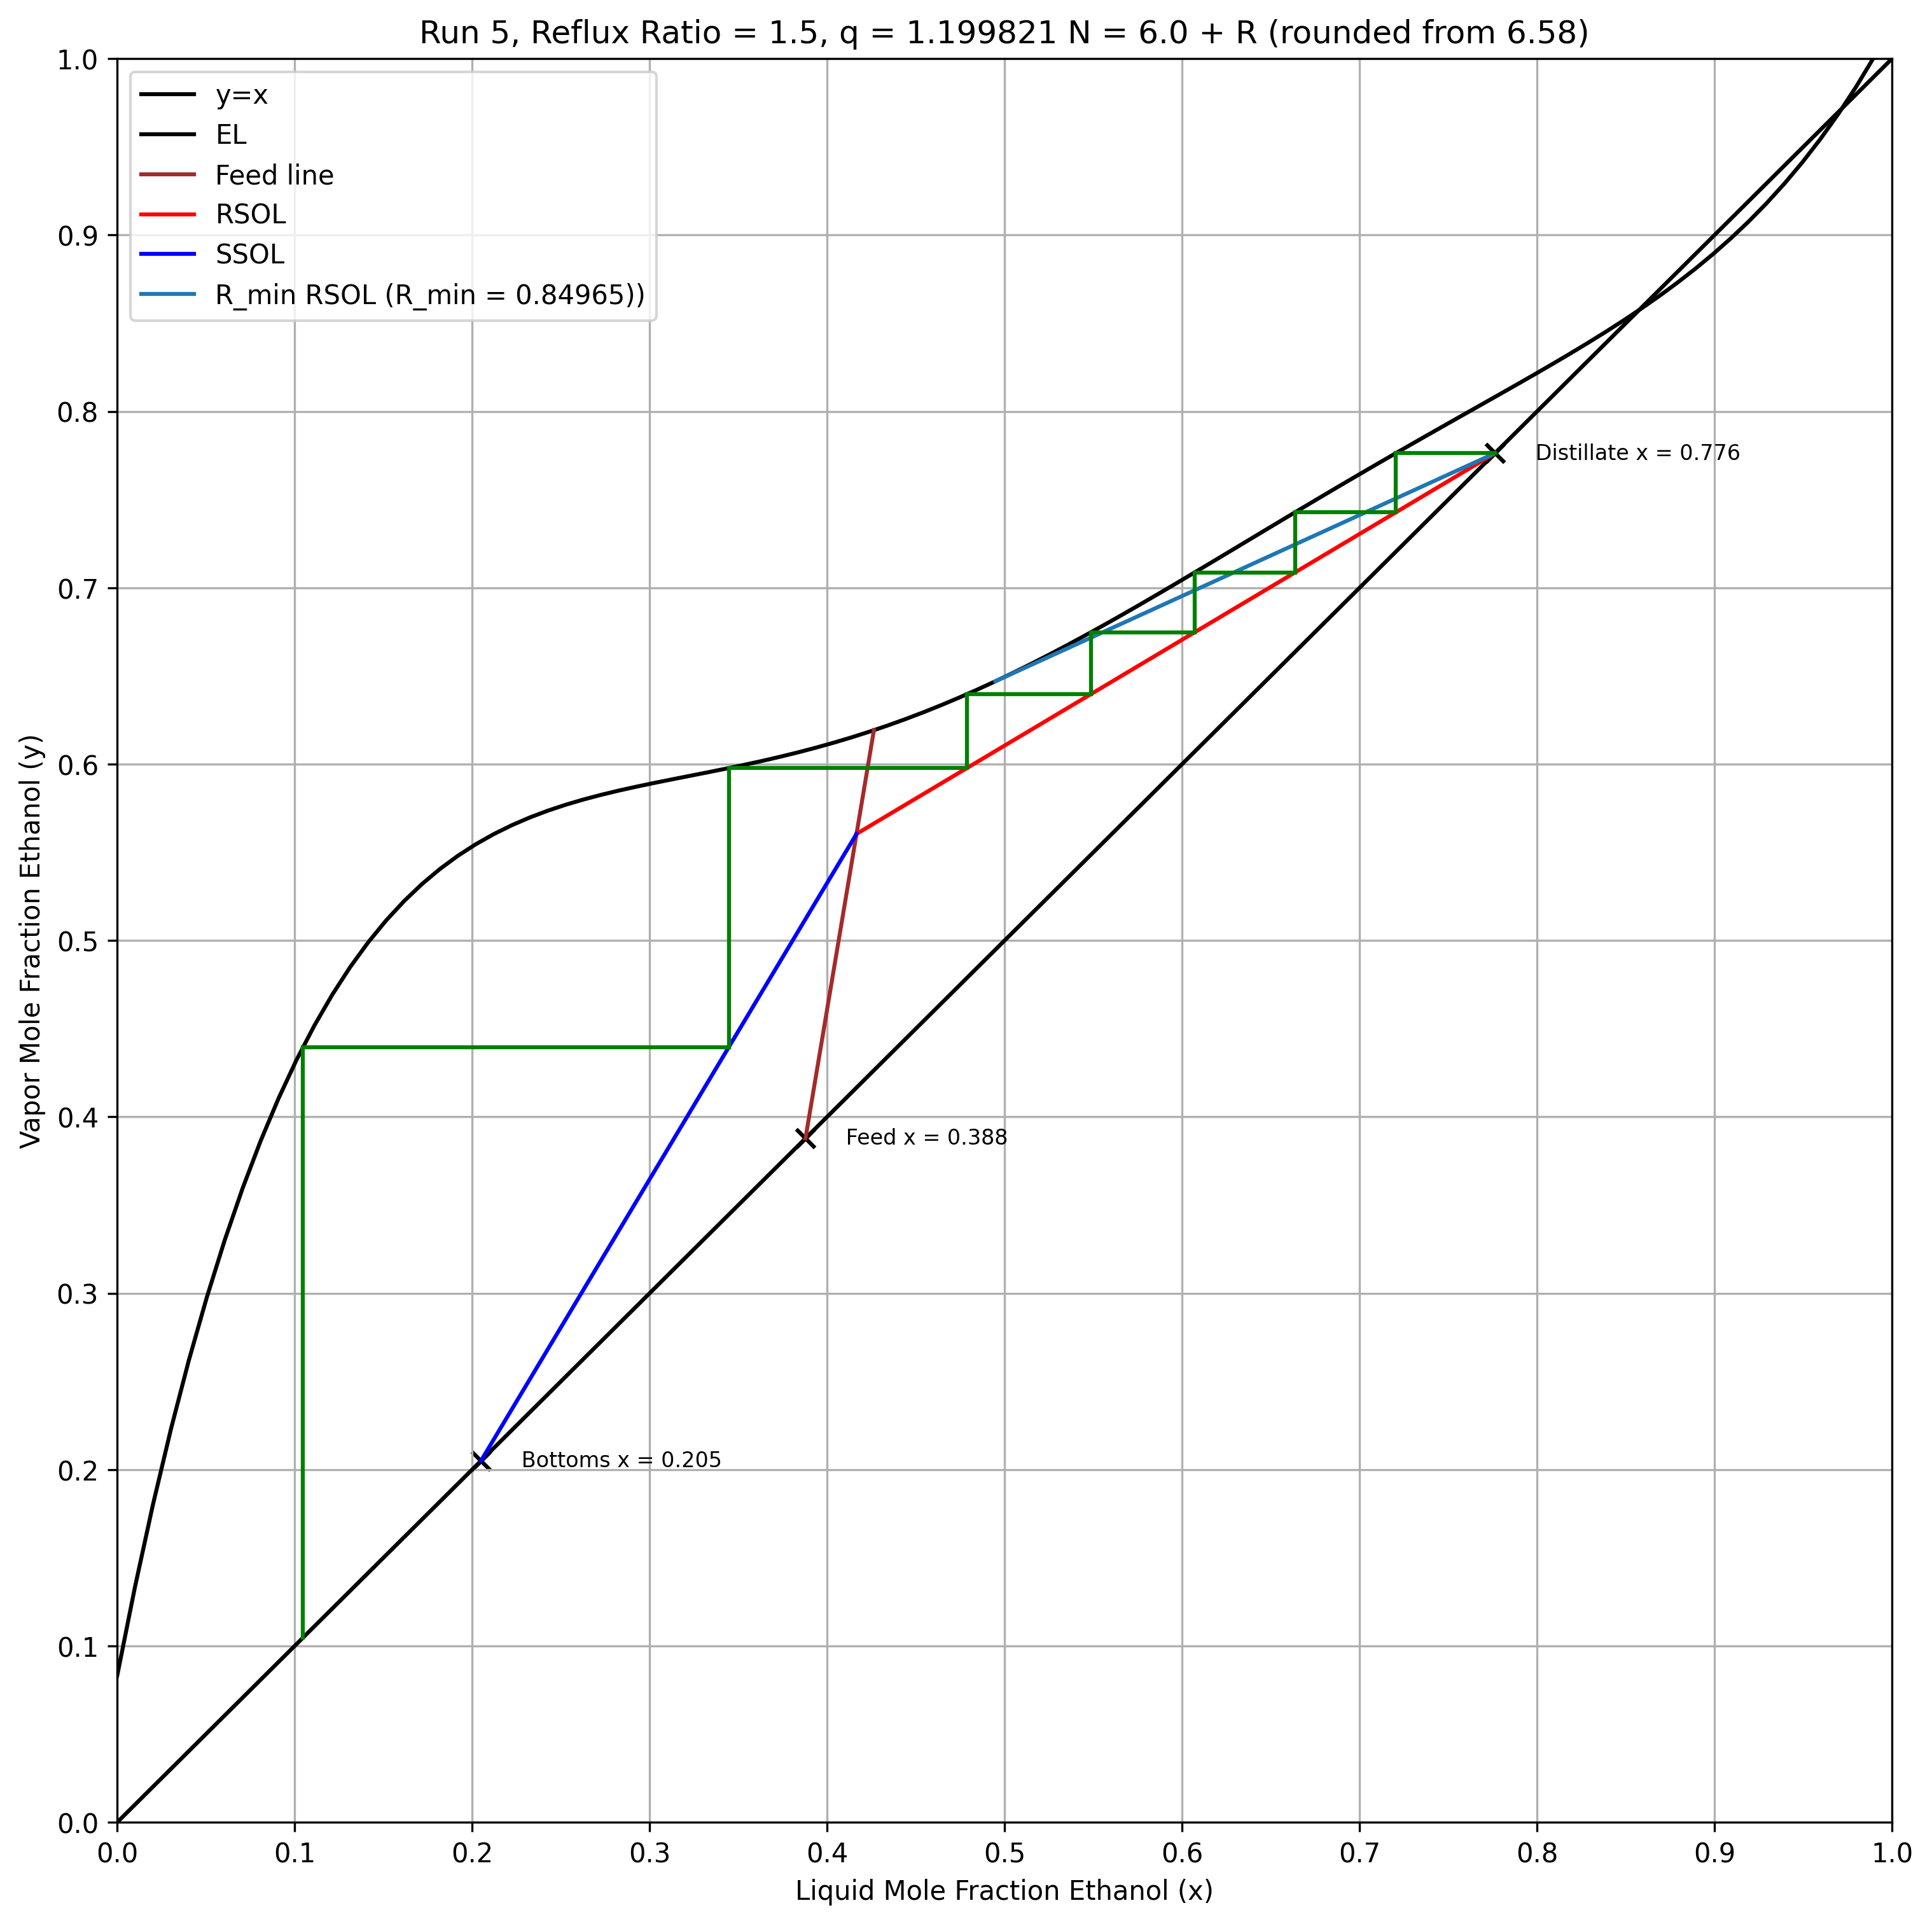 Run 5, Reflux Ratio = 1.5, q = 1.199821 N = 6.0 + R (rounded from 6.58)
y=x
EL
Feed line
RSOL
SSOL
R_min RSOL (R_min = 0.84965))
1.0
0.9
0.8
0.7
0.6
0.5
0.4
0.3
0.2
0.1
0.0
Vapor Mole Fraction Ethanol (y)
Distillate x = 0.776
Feed x = 0.388
Bottoms x = 0.205
0.0 0.1 0.2 0.3 0.4 0.5 0.6 0.7 0.8 0.9 1.0
Liquid Mole Fraction Ethanol (x)